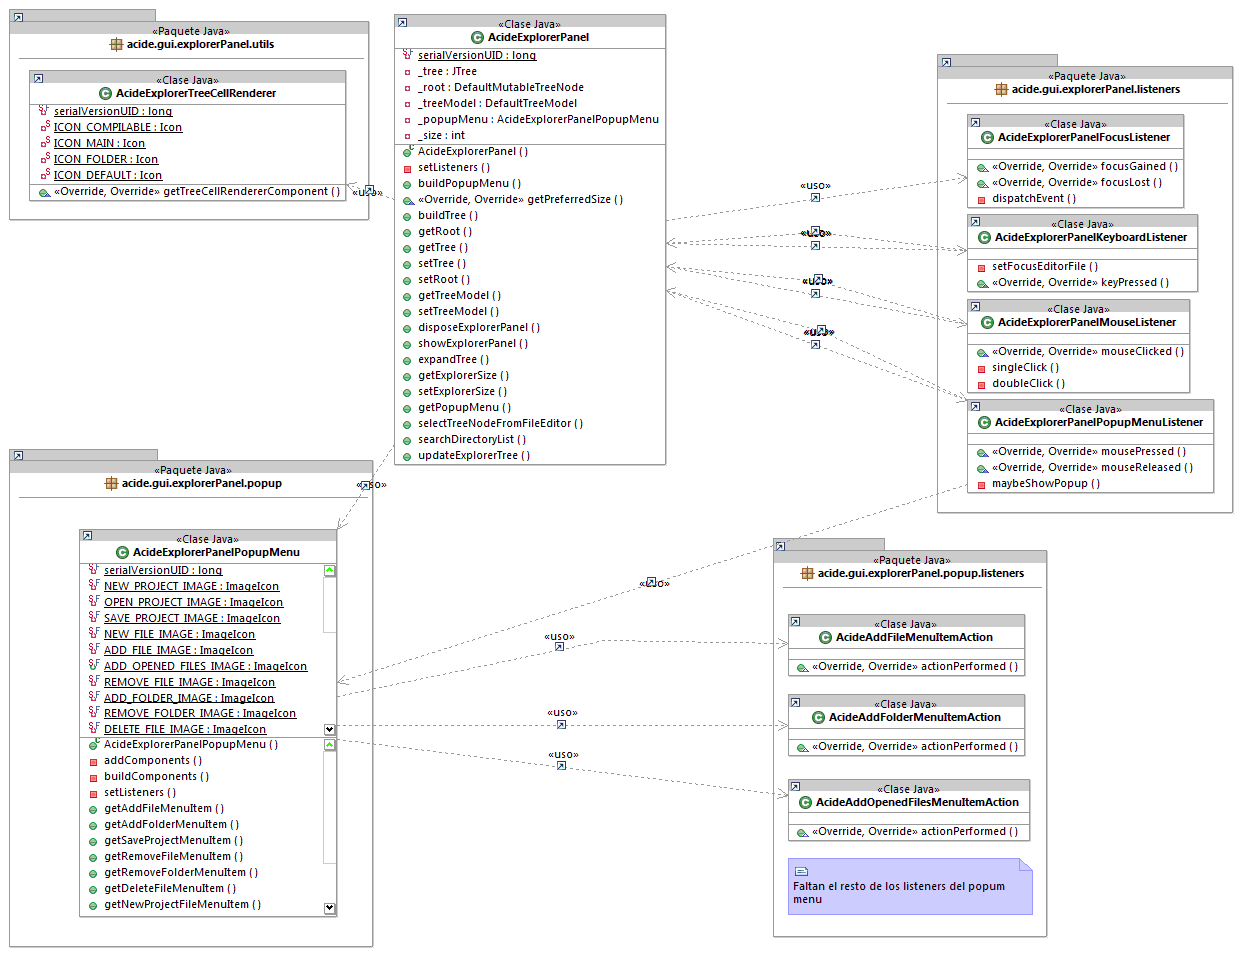 «Paquete Java»
acide.gui.explorerPanel.utils
«Clase Java»
AcideExplorerTreeCellRenderer
serialVersionUID : long
ICON_COMPILABLE : Icon
ICON_MAIN : Icon
ICON_FOLDER : Icon
ICON_DEFAULT : Icon
«Override, Override» getTreeCellRendererComponent ( )
«uso»
«Clase Java»
AcideExplorerPanel
serialVersionUID : long
_tree : JTree
_root : DefaultMutableTreeNode
_treeModel : DefaultTreeModel
_popupMenu : AcideExplorerPanelPopupMenu
_size : int
AcideExplorerPanel ( )
setListeners ( )
buildPopupMenu ( )
«Override, Override» getPreferredSize ( )
buildTree ( )
getRoot ( )
getTree ( )
setTree ( )
setRoot ( )
getTreeModel ( )
setTreeModel ( )
disposeExplorerPanel ( )
showExplorerPanel ( )
expandTree ( )
getExplorerSize ( )
setExplorerSize ( )
getPopupMenu ( )
selectTreeNodeFromFileEditor ( )
searchDirectoryList ( )
updateExplorerTree ( )
«uso»
«uso»
«uso»
«uso»
«Paquete Java»
acide.gui.explorerPanel.listeners
«Clase Java»
AcideExplorerPanelFocusListener
«Override, Override» focusGained ( )
«Override, Override» focusLost ( )
dispatchEvent ( )
«Clase Java»
AcideExplorerPanelKeyboardListener
setFocusEditorFile ( )
«Override, Override» keyPressed ( )
«Clase Java»
AcideExplorerPanelMouseListener
«Override, Override» mouseClicked ( )
singleClick ( )
doubleClick ( )
«Clase Java»
AcideExplorerPanelPopupMenuListener
«Override, Override» mousePressed ( )
«Override, Override» mouseReleased ( )
maybeShowPopup ( )
«Paquete Java»
acide.gui.explorerPanel.popup
«uso»
«Clase Java»
AcideExplorerPanelPopupMenu
serialVersionUID : long
NEW_PROJECT_IMAGE : ImageIcon
OPEN_PROJECT_IMAGE : ImageIcon
SAVE_PROJECT_IMAGE : ImageIcon
NEW_FILE_IMAGE : ImageIcon
ADD_FILE_IMAGE : ImageIcon
ADD_OPENED_FILES_IMAGE : ImageIcon
REMOVE_FILE_IMAGE : ImageIcon
ADD_FOLDER_IMAGE : ImageIcon
REMOVE_FOLDER_IMAGE : ImageIcon
DELETE_FILE_IMAGE : ImageIcon
AcideExplorerPanelPopupMenu ( )
addComponents ( )
buildComponents ( )
setListeners ( )
getAddFileMenuItem ( )
getAddFolderMenuItem ( )
getSaveProjectMenuItem ( )
getRemoveFileMenuItem ( )
getRemoveFolderMenuItem ( )
getDeleteFileMenuItem ( )
getNewProjectFileMenuItem ( )
«uso»
«uso»
«uso»
«uso»
«Paquete Java»
acide.gui.explorerPanel.popup.listeners
«Clase Java»
AcideAddFileMenuItemAction
«Override, Override» actionPerformed ( )
«Clase Java»
AcideAddFolderMenuItemAction
«Override, Override» actionPerformed ( )
«Clase Java»
AcideAddOpenedFilesMenuItemAction
«Override, Override» actionPerformed ( )
Faltan el resto de los listeners del popum
menu